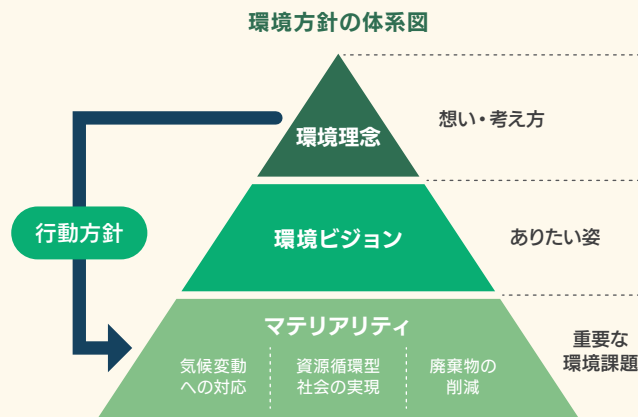 環境方針の体系図
環境理念
想い・考え方
行動方針
環境ビジョン
ありたい姿
マテリアリティ
気候変動
への対応
資源循環型
社会の実現
廃棄物の
削減
重要な
環境課題